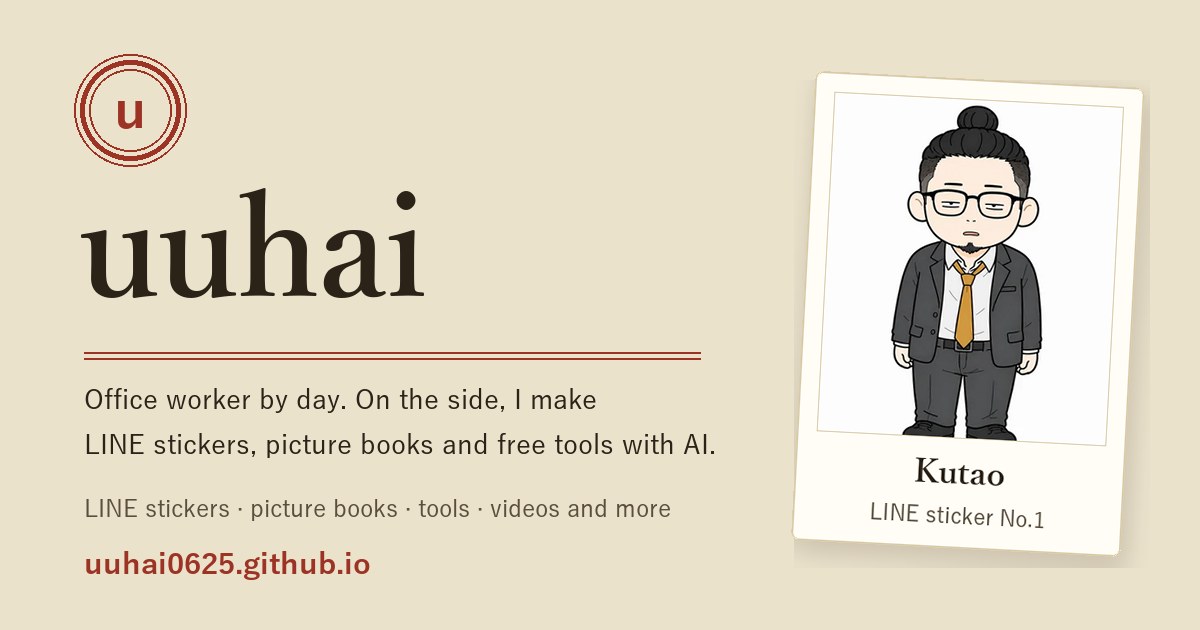 u
uuhai
Office worker by day. On the side, I make
LINE stickers, picture books and free tools with AI.
LINE stickers · picture books · tools · videos and more
uuhai0625.github.io
Kutao
LINE sticker No.1